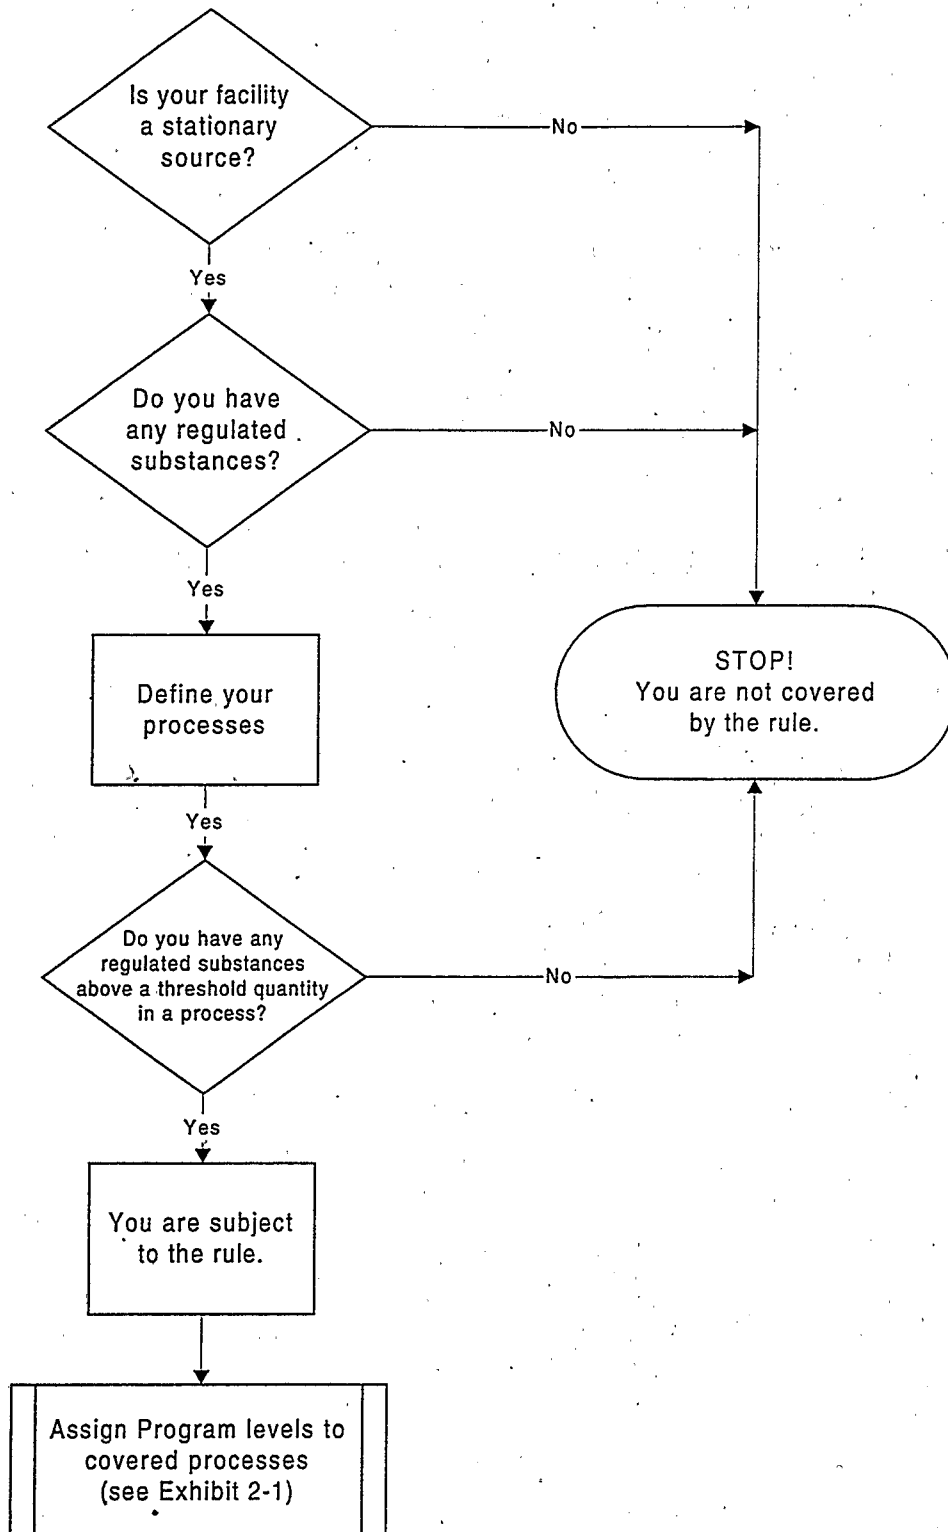 Is your facility
a stationary
source?
No
Yes
Do you have
any regulated
substances?
No
Yes
Define your
processes
STOP!
You are not covered
by the rule.
Yes
Do you have any
regulated substances
above a threshold quantity
in a process?
No
Yes
You are subject
to the rule.
Assign Program levels to
covered processes
(see Exhibit 2-1)